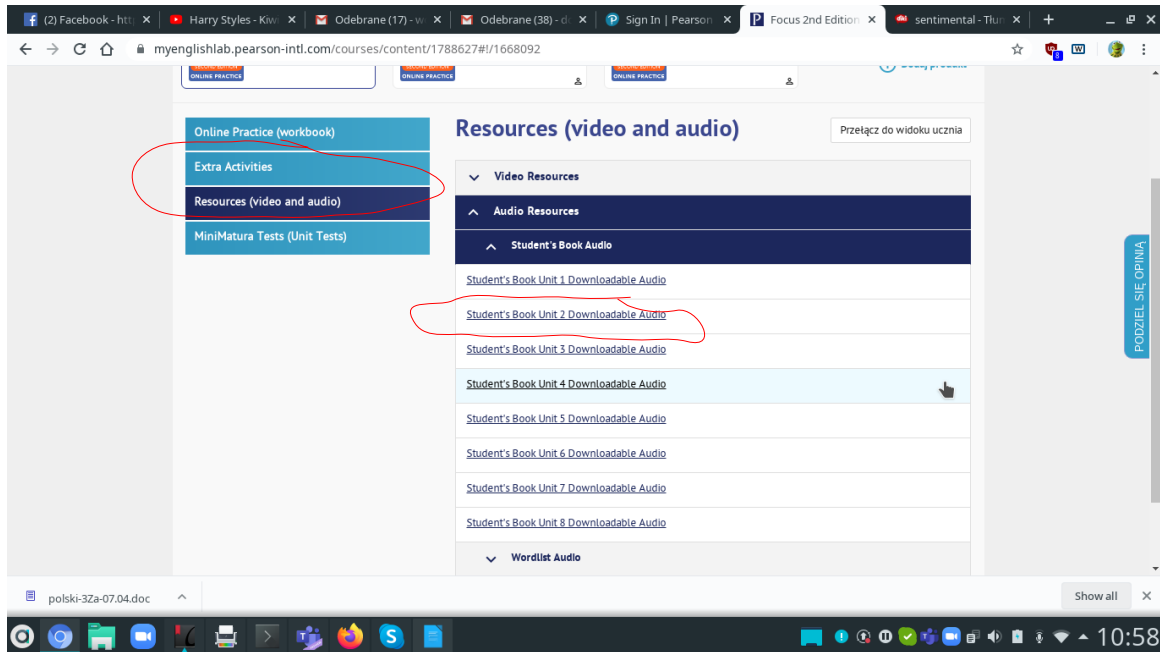 (2) Facebook - htt
Harry Styles - Kiwi
Odebrane (17) - w
Odebrane (38) - d
Sign In | Pearson
Focus 2nd Edition
sentimental - Tłun
myenglishlab.pearson-intl.com/courses/content/1788627#!/1668092
8
W
ONLINE PRACTICE
ONLINE PRACTICE
ONLINE PRACTICE
Online Practice (workbook)
Extra Activities
Resources (video and audio)
MiniMatura Tests (Unit Tests)
Resources (video and audio)
Przełącz do widoku ucznia
Video Resources
Audio Resources
Student's Book Audio
Student's Book Unit 1 Downloadable Audio
Student's Book Unit 2 Downloadable Audio
Student's Book Unit 3 Downloadable Audio
Student's Book Unit 4 Downloadable Audio
Student's Book Unit 5 Downloadable Audio
Student's Book Unit 6 Downloadable Audio
Student's Book Unit 7 Downloadable Audio
Student's Book Unit 8 Downloadable Audio
Wordlist Audio
PODZIEL SIĘ OPINIĄ
polski-3Za-07.04.doc
Show all
10:58